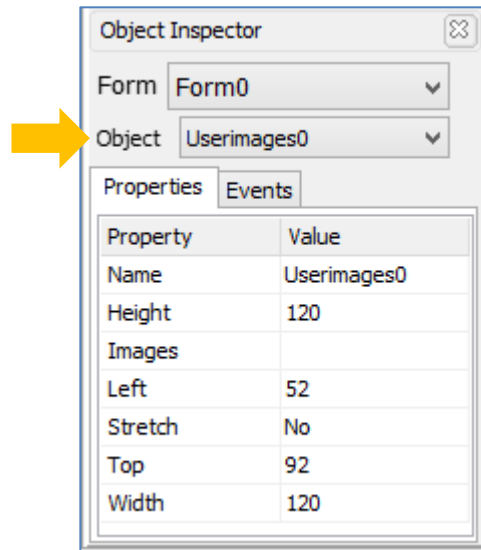 Object Inspector
Form Form0
Object Userimages0
Properties Events
Property Value
Name Userimages0
Height 120
Images
Left 52
Stretch No
Top 92
Width 120